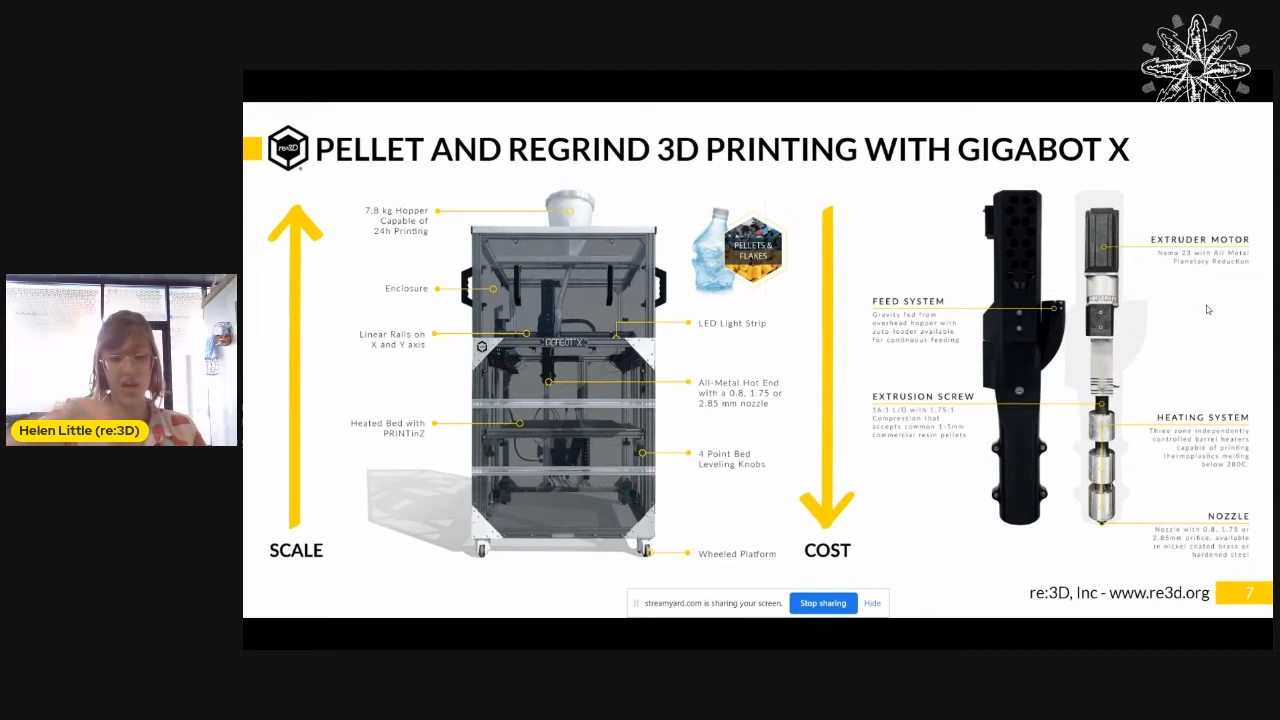 re:3D
PELLET AND REGRIND 3D PRINTING WITH GIGABOT X
7.8 kg Hopper
Capable of
24h Printing
Enclosure
Linear Rails on
X and Y axis
Heated Bed with
PRINTinZ
SCALE
GIGABOT X
PELLETS &
FLAKES
LED Light Strip
All-Metal Hot End
with a 0.8, 1.75 or
2.85 mm nozzle
4 Point Bed
Leveling Knobs
Wheeled Platform
COST
FEED SYSTEM
Gravity fed from
overhead hopper with
auto-loader available
for continuous feeding
EXTRUSION SCREW
16:1 L/D with 1.75:1
Compression that
accepts common 1-5mm
commercial resin pellets
EXTRUDER MOTOR
Nema 23 with All-Metal
Planetary Reduction
HEATING SYSTEM
Three zone independently
controlled barrel heaters
capable of printing
thermoplastics melting
below 280C.
NOZZLE
Nozzle with 0.8, 1.75 or
2.85mm orifice, available
in nickel coated brass or
hardened steel
Helen Little (re:3D)
streamyard.com is sharing your screen.
Stop sharing
Hide
re:3D, Inc - www.re3d.org
7